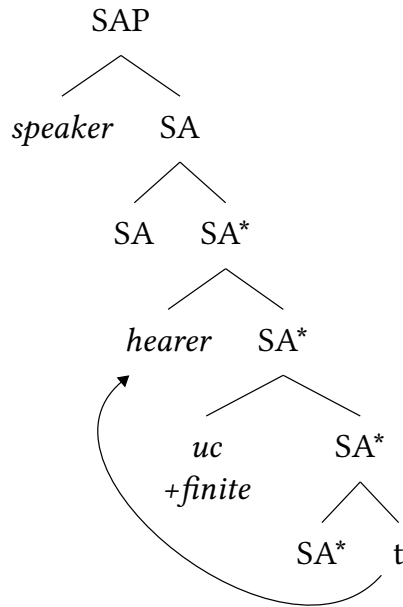 SAP
speaker SA
SA SA*
hearer SA*
uc SA*
+finite
SA* t